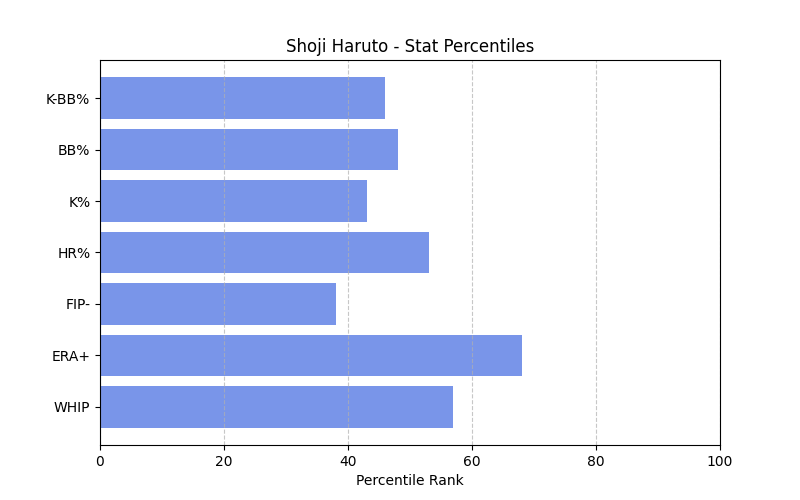 Shoji Haruto - Stat Percentiles
K-BB%
BB%
K%
HR%
FIP-
ERA+
WHIP
0 20 40 60 80 100
Percentile Rank